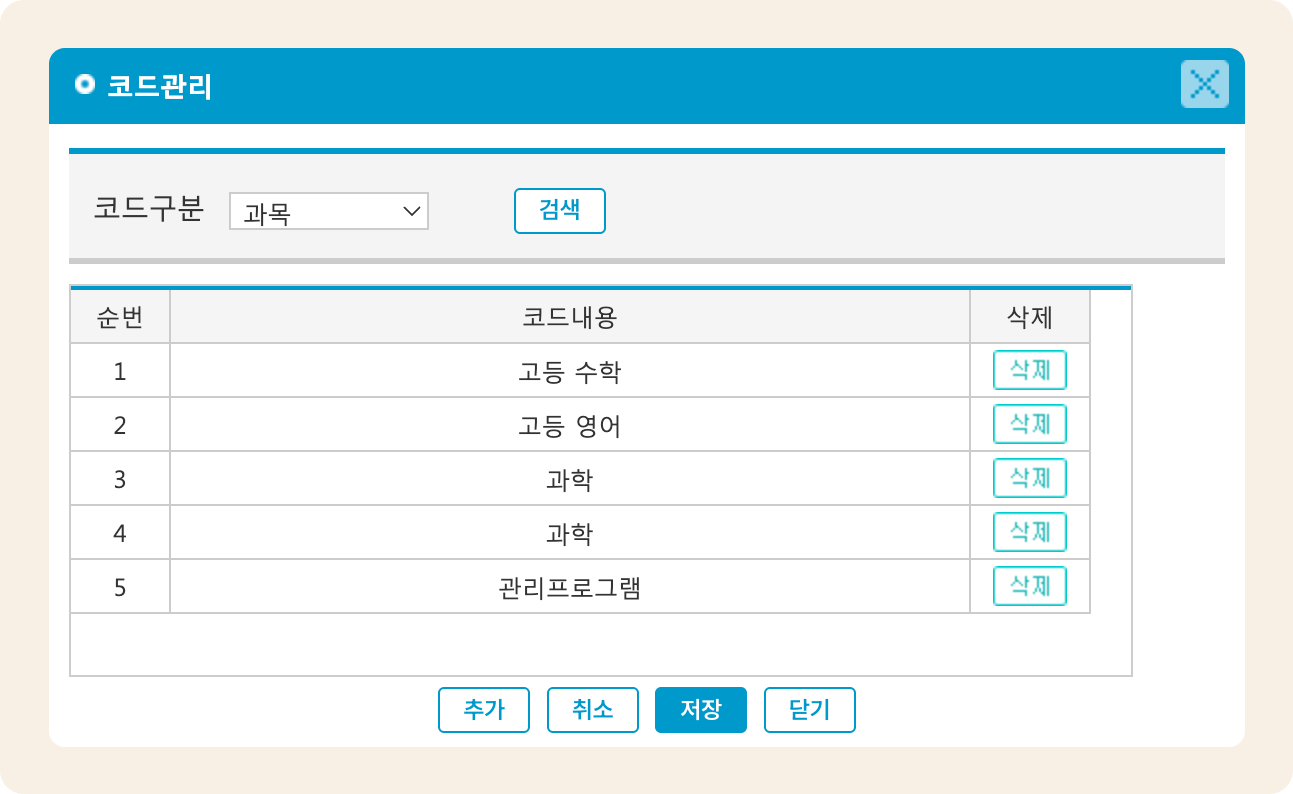 코드관리
코드구분 과목 검색
순번 코드내용 삭제
1 고등 수학 삭제
2 고등 영어 삭제
3 과학 삭제
4 과학 삭제
5 관리프로그램 삭제
추가 취소 저장 닫기